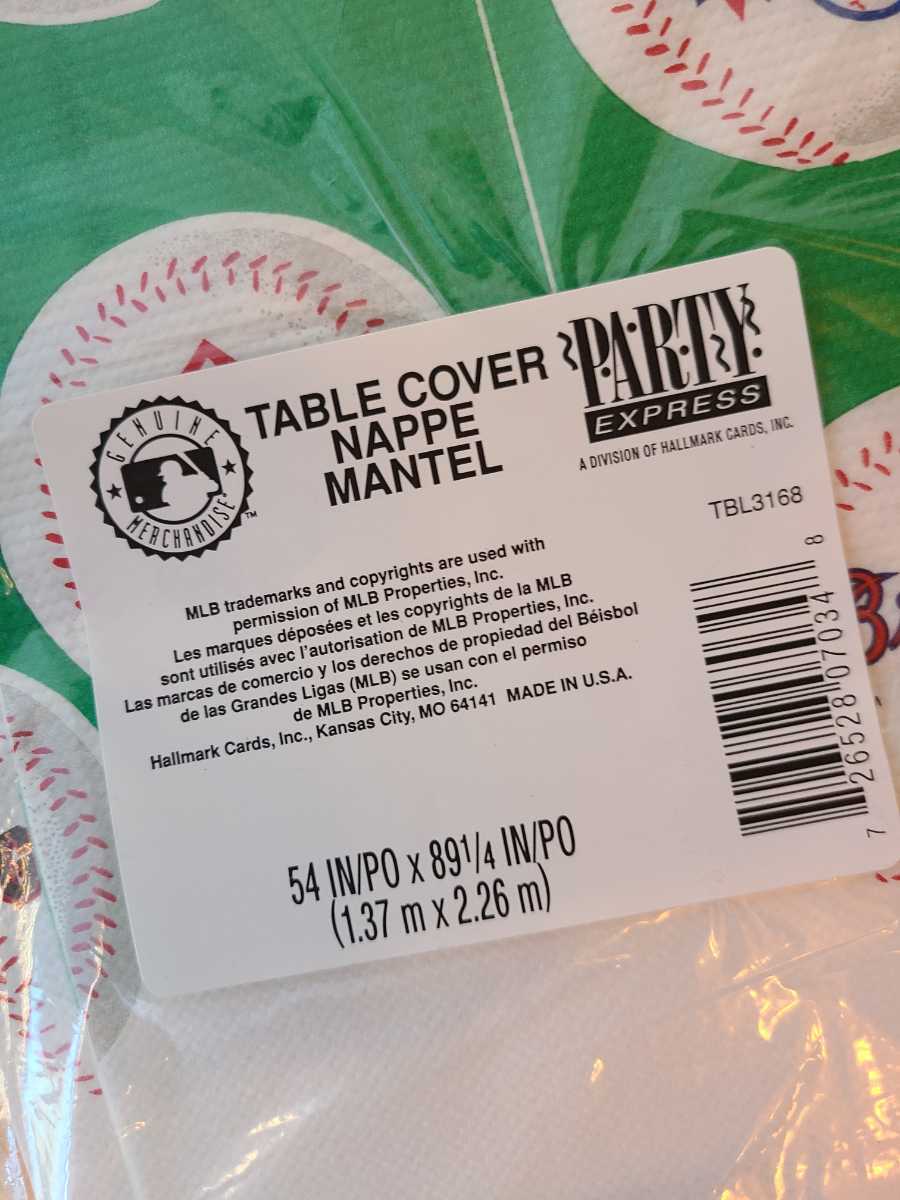 GENUINE
MERCHANDISE®
™
TABLE COVER
NAPPE
MANTEL
PARTY
EXPRESS
A DIVISION OF HALLMARK CARDS, INC.
TBL3168
MLB trademarks and copyrights are used with
permission of MLB Properties, Inc.
Les marques déposées et les copyrights de la MLB
sont utilisés avec l'autorisation de MLB Properties, Inc.
Las marcas de comercio y los derechos de propiedad del Béisbol
de las Grandes Ligas (MLB) se usan con el permiso
de MLB Properties, Inc.
Hallmark Cards, Inc., Kansas City, MO 64141 MADE IN U.S.A.
7 26528 07034 8
54 IN/PO x 89 1/4 IN/PO
(1.37 m x 2.26 m)